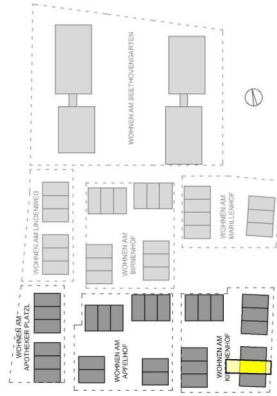 WOHNEN AM BEETHOVENGARTEN
WOHNEN AM LINDENWEG
WOHNEN AM
BIRNENHOF
WOHNEN AM
MARILLENHOF
WOHNEN AM
APOTHEKER PLATZL
WOHNEN AM
APFELHOF
WOHNEN AM